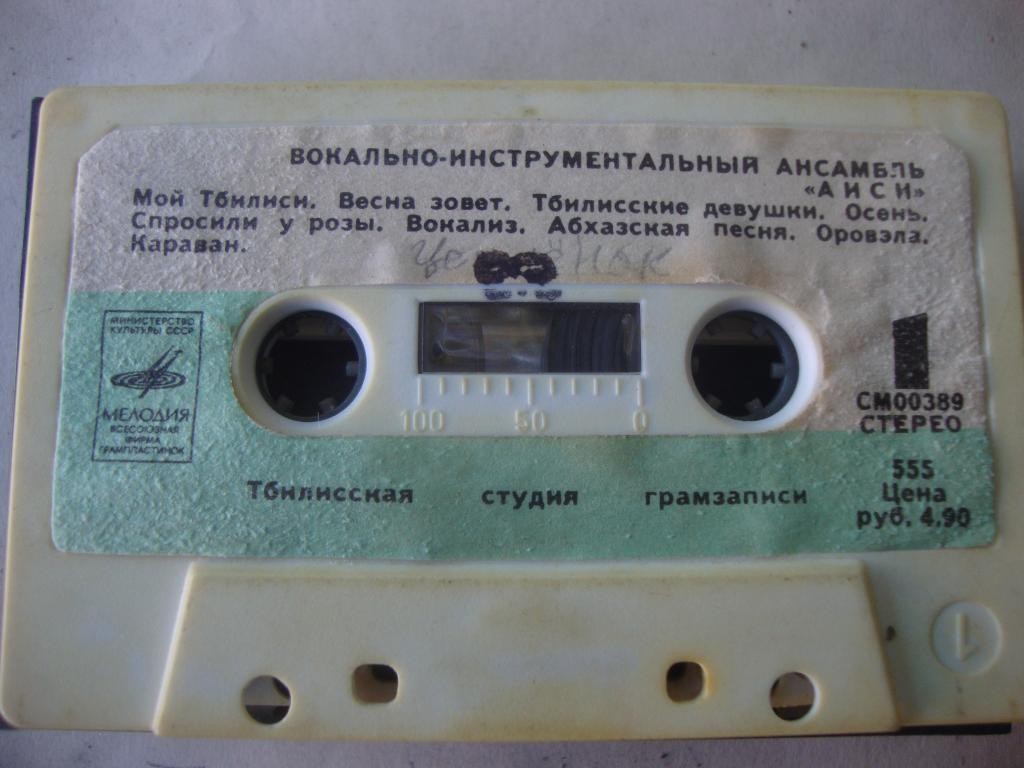 ВОКАЛЬНО-ИНСТРУМЕНТАЛЬНЫЙ АНСАМБЛЬ
«АИСИ»
Мой Тбилиси. Весна зовет. Тбилисские девушки. Осень.
Спросили у розы. Вокализ. Абхазская песня. Оровэла.
Караван.
МИНИСТЕРСТВО
КУЛЬТУРЫ СССР
МЕЛОДИЯ
ВСЕСОЮЗНАЯ
ФИРМА
ГРАМПЛАСТИНОК
100 50 0
1
СМ00389
СТЕРЕО
Тбилисская студия грамзаписи
555
Цена
руб. 4.90
1